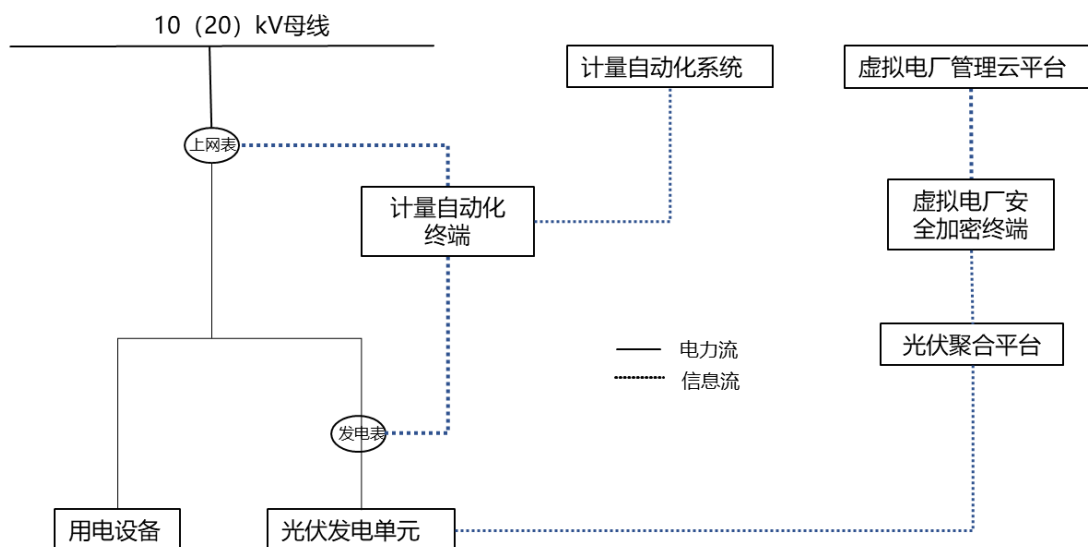 10（20）kV母线
计量自动化系统
虚拟电厂管理云平台
上网表
计量自动化
终端
虚拟电厂安
全加密终端
光伏聚合平台
电力流
信息流
发电表
用电设备
光伏发电单元